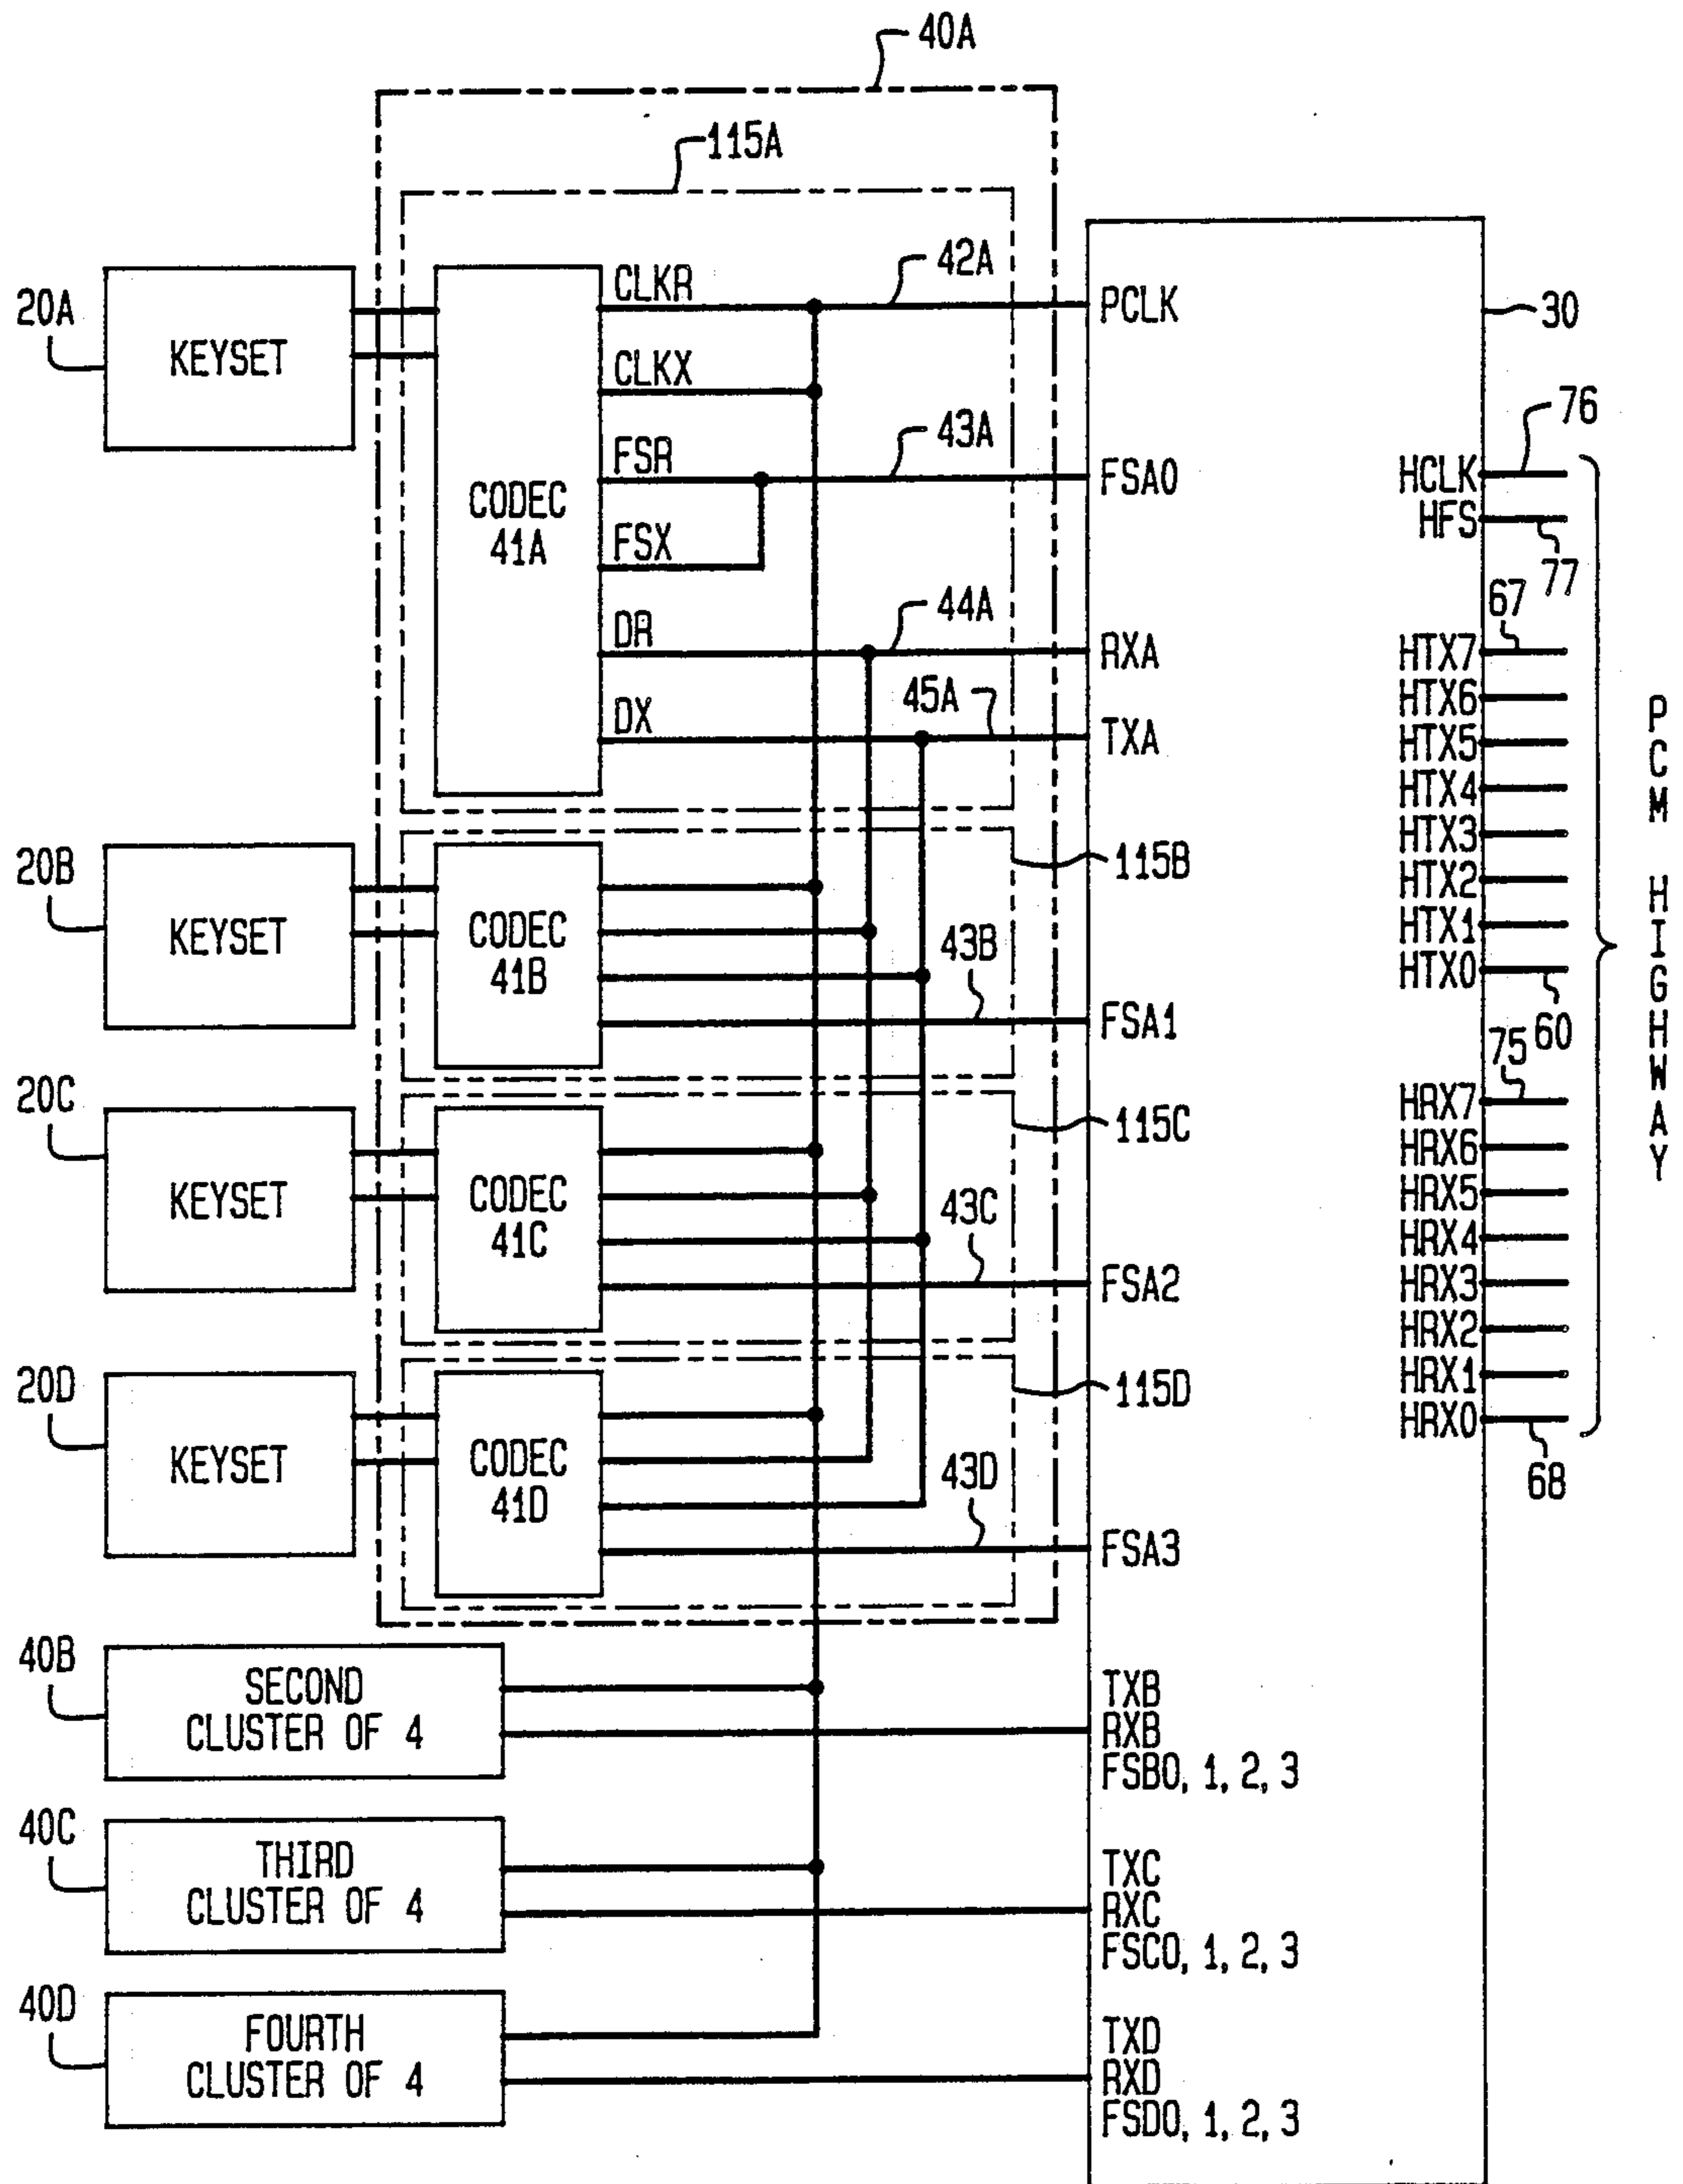 40A
115A
20A
KEYSET
CODEC
41A
CLKR
CLKX
FSR
FSX
DR
DX
42A
43A
44A
45A
PCLK
FSA0
RXA
TXA
30
HCLK
HFS
76
77
67
HTX7
HTX6
HTX5
HTX4
HTX3
HTX2
HTX1
HTX0
60
75
HRX7
HRX6
HRX5
HRX4
HRX3
HRX2
HRX1
HRX0
68
PCM HIGHWAY
20B
KEYSET
CODEC
41B
43B
115B
FSA1
20C
KEYSET
CODEC
41C
43C
115C
FSA2
20D
KEYSET
CODEC
41D
43D
115D
FSA3
40B
SECOND
CLUSTER OF 4
TXB
RXB
FSB0, 1, 2, 3
40C
THIRD
CLUSTER OF 4
TXC
RXC
FSC0, 1, 2, 3
40D
FOURTH
CLUSTER OF 4
TXD
RXD
FSD0, 1, 2, 3